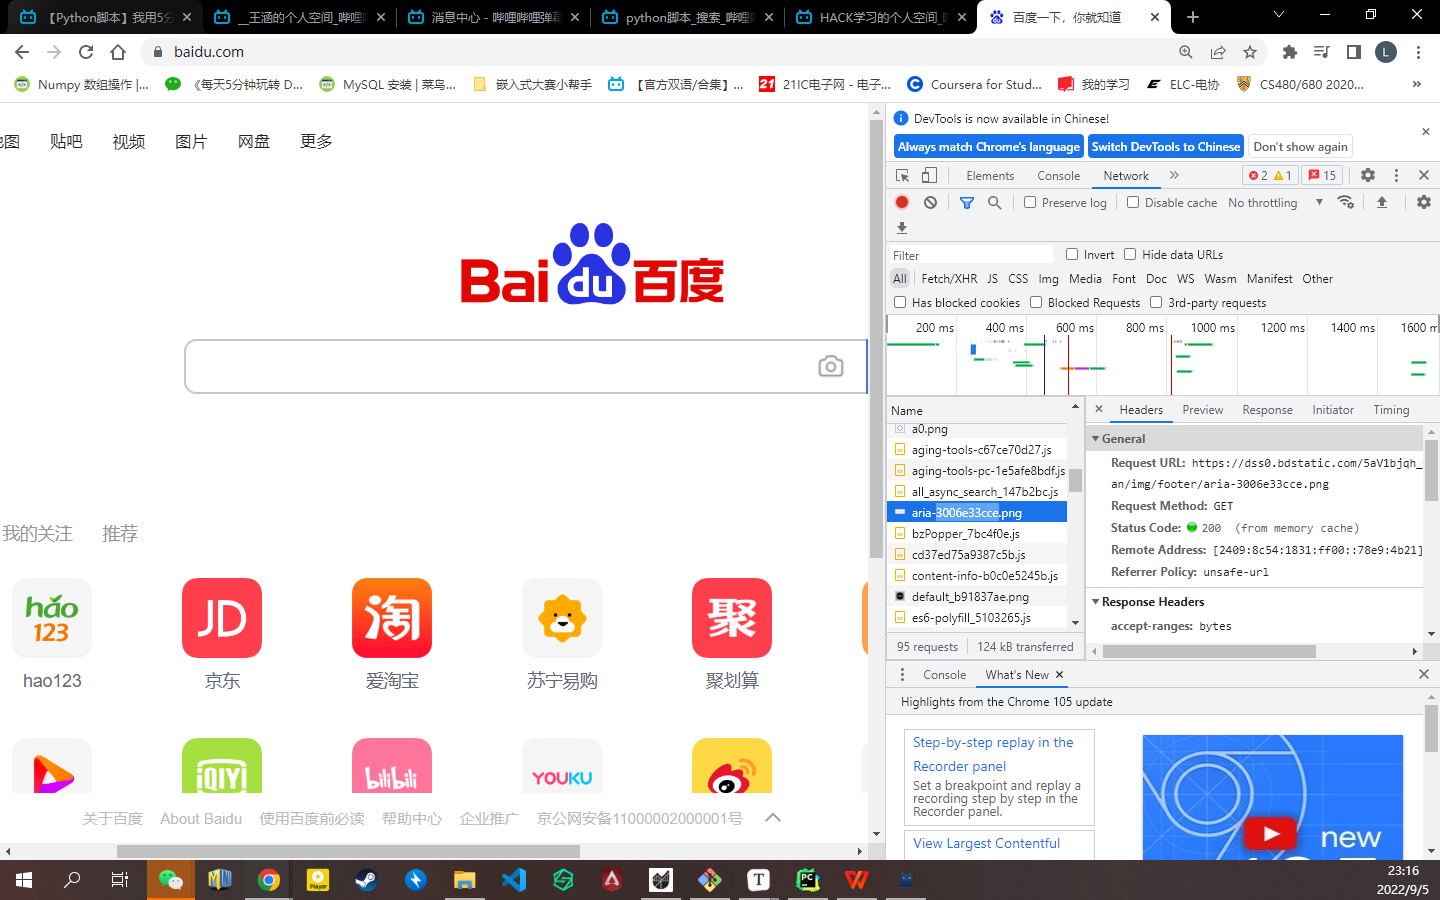 【Python脚本】我用5分
__王涵的个人空间_哔哩哔
消息中心 - 哔哩哔哩弹幕
python脚本_搜索_哔哩哔
HACK学习的个人空间_
百度一下，你就知道
baidu.com
L
Numpy 数组操作 |...
《每天5分钟玩转 D...
MySQL 安装 | 菜鸟...
嵌入式大赛小帮手
【官方双语/合集】...
21IC电子网 - 电子...
Coursera for Stud...
我的学习
ELC-电协
CS480/680 2020...
»
地图 贴吧 视频 图片 网盘 更多
Bai du 百度
我的关注 推荐
hao 123
JD
淘
聚
hao123 京东 爱淘宝 苏宁易购 聚划算
iQIYI
bilibili
YOUKU
关于百度 About Baidu 使用百度前必读 帮助中心 企业推广 京公网安备11000002000001号
DevTools is now available in Chinese!
Always match Chrome's language Switch DevTools to Chinese Don't show again
Elements Console Network » 2 1 15
Preserve log Disable cache No throttling
Filter Invert Hide data URLs
All Fetch/XHR JS CSS Img Media Font Doc WS Wasm Manifest Other
Has blocked cookies Blocked Requests 3rd-party requests
200 ms 400 ms 600 ms 800 ms 1000 ms 1200 ms 1400 ms 1600 m
Name
a0.png
aging-tools-c67ce70d27.js
aging-tools-pc-1e5afe8bdf.js
all_async_search_147b2bc.js
aria-3006e33cce.png
bzPopper_7bc4f0e.js
cd37ed75a9387c5b.js
content-info-b0c0e5245b.js
default_b91837ae.png
es6-polyfill_5103265.js
95 requests 124 kB transferred
Headers Preview Response Initiator Timing
General
Request URL: https://dss0.bdstatic.com/5aV1bjqh_
an/img/footer/aria-3006e33cce.png
Request Method: GET
Status Code: 200 (from memory cache)
Remote Address: [2409:8c54:1831:ff00::78e9:4b21]
Referrer Policy: unsafe-url
Response Headers
accept-ranges: bytes
Console What's New
Highlights from the Chrome 105 update
Step-by-step replay in the
Recorder panel
Set a breakpoint and replay a
recording step by step in the
Recorder panel.
View Largest Contentful
new
Player
PC
T
23:16
2022/9/5